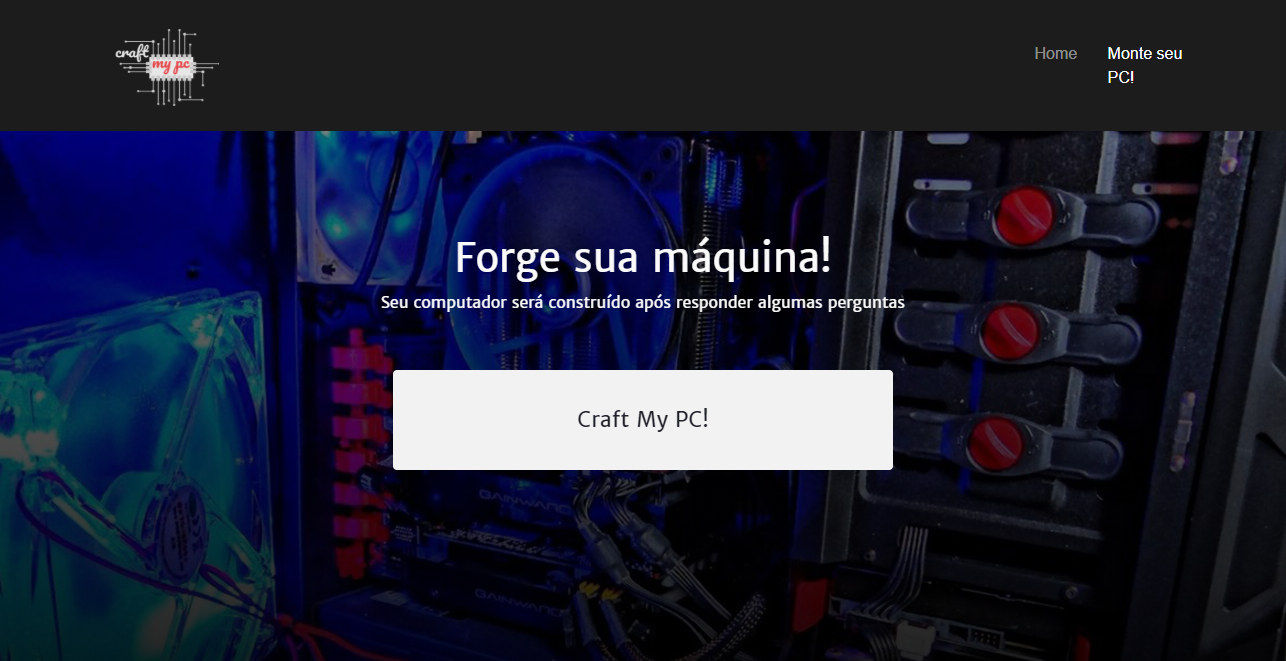 craft
my pc
Home
Monte seu
PC!
Forge sua máquina!
Seu computador será construído após responder algumas perguntas
Craft My PC!
GAINWARD
GAINWARD